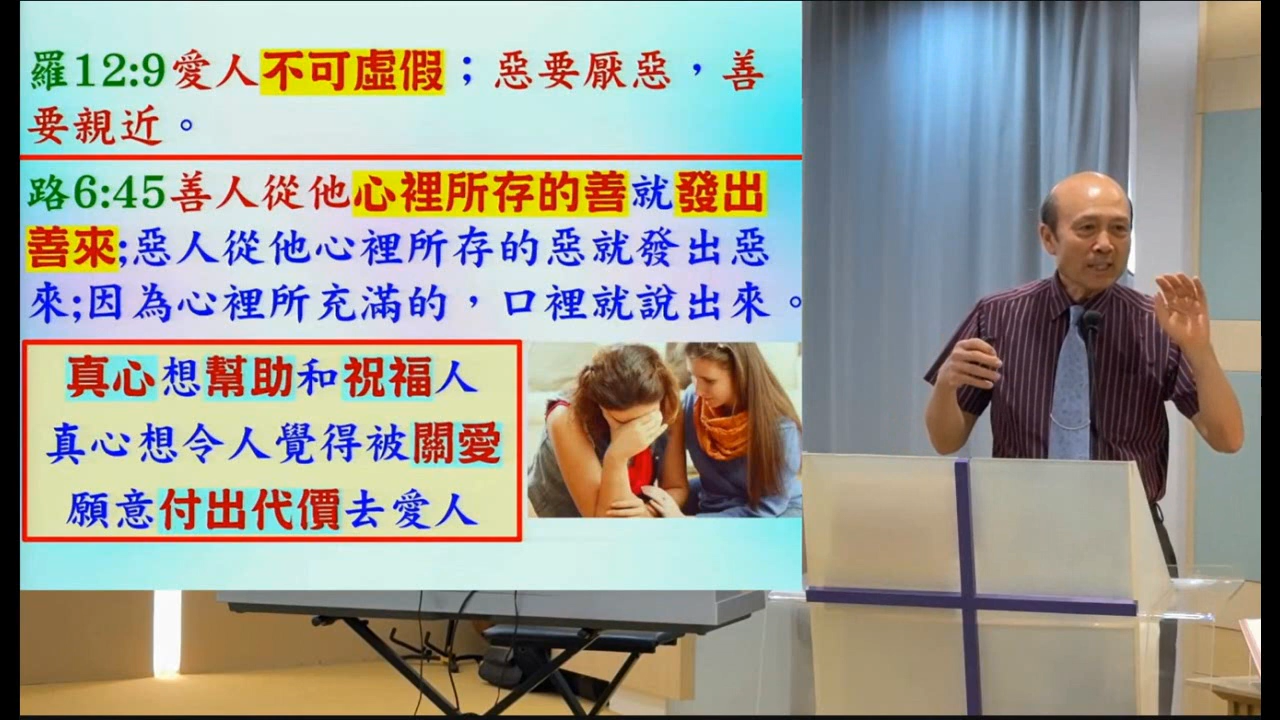 羅12:9愛人不可虛假；惡要厭惡，善
要親近。
路6:45善人從他心裡所存的善就發出
善來;惡人從他心裡所存的惡就發出惡
來;因為心裡所充滿的，口裡就說出來。
真心想幫助和祝福人
真心想令人覺得被關愛
願意付出代價去愛人